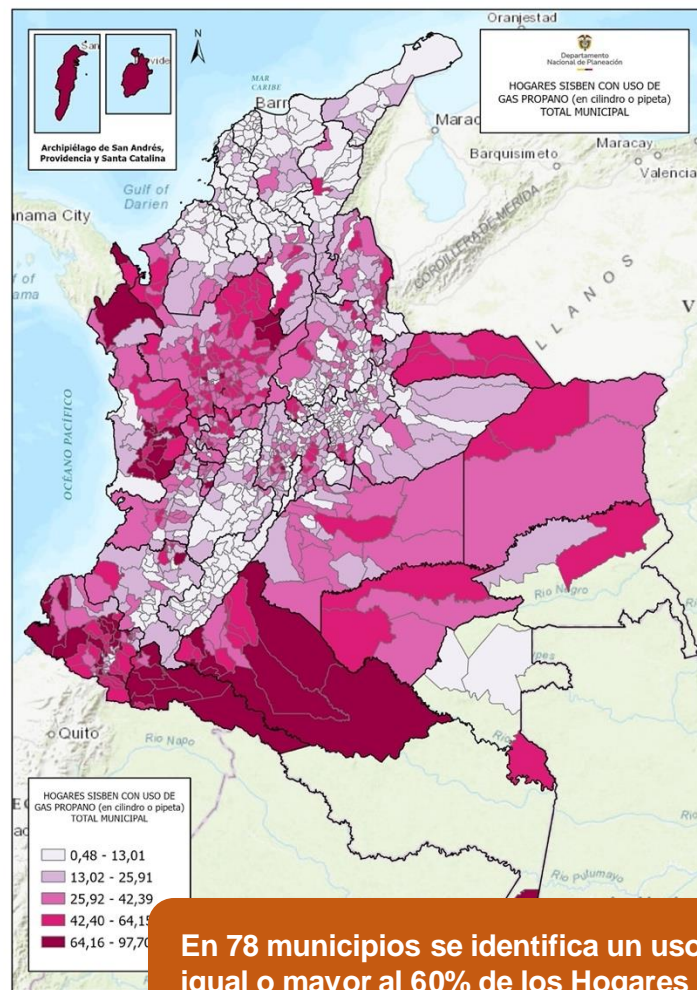 Oranjestad
San
vide
N
Archipiélago de San Andrés,
Providencia y Santa Catalina
MAR
CARIBE
Barr
Departamento
Nacional de Planeación
HOGARES SISBEN CON USO DE
GAS PROPANO (en cilindro o pipeta)
TOTAL MUNICIPAL
Marac
Maracay
Barquisimeto
Valencia
Gulf of
Darien
anama City
CORDILLERA DE MERIDA
LLANOS
V
OCÉANO PACÍFICO
Rio Negro
Quito
Rio Napo
HOGARES SISBEN CON USO DE
GAS PROPANO (en cilindro o pipeta)
TOTAL MUNICIPAL
0,48 - 13,01
13,02 - 25,91
25,92 - 42,39
42,40 - 64,15
64,16 - 97,70
Rio Putumayo
En 78 municipios se identifica un uso
igual o mayor al 60% de los Hogares